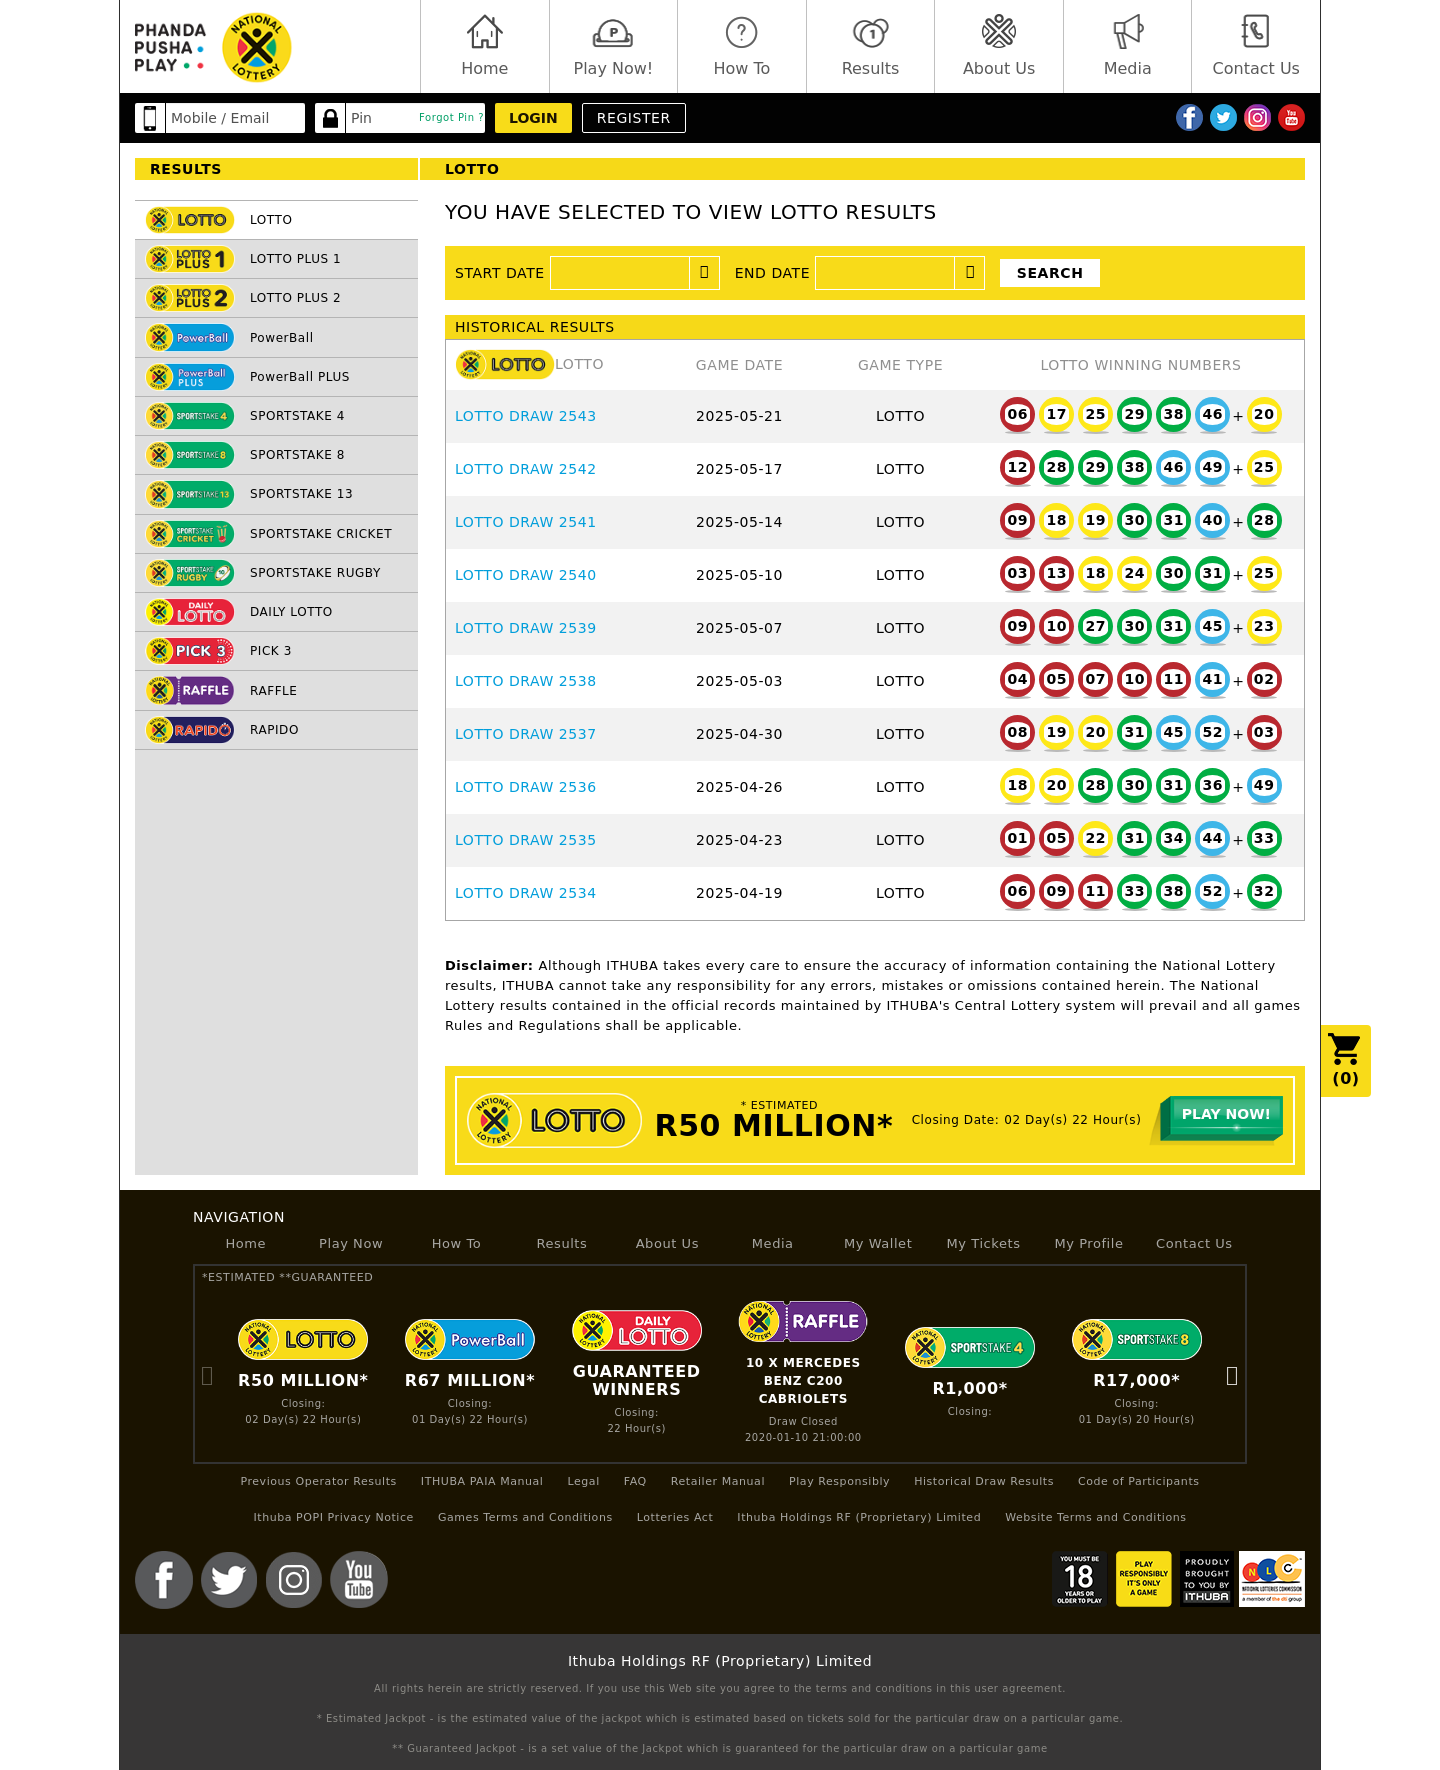 PHANDA
PUSHA
PLAY
NATIONAL
LOTTERY
Home
Play Now!
How To
Results
About Us
Media
Contact Us
Mobile / Email
Pin
Forgot Pin ?
LOGIN
REGISTER
RESULTS
LOTTO
LOTTO
LOTTO PLUS 1
LOTTO PLUS 2
PowerBall
PowerBall PLUS
SPORTSTAKE 4
SPORTSTAKE 8
SPORTSTAKE 13
SPORTSTAKE CRICKET
SPORTSTAKE RUGBY
DAILY LOTTO
PICK 3
RAFFLE
RAPIDO
YOU HAVE SELECTED TO VIEW LOTTO RESULTS
START DATE
END DATE
SEARCH
HISTORICAL RESULTS
LOTTO LOTTO GAME DATE GAME TYPE LOTTO WINNING NUMBERS
LOTTO DRAW 2543 2025-05-21 LOTTO 06 17 25 29 38 46 + 20
LOTTO DRAW 2542 2025-05-17 LOTTO 12 28 29 38 46 49 + 25
LOTTO DRAW 2541 2025-05-14 LOTTO 09 18 19 30 31 40 + 28
LOTTO DRAW 2540 2025-05-10 LOTTO 03 13 18 24 30 31 + 25
LOTTO DRAW 2539 2025-05-07 LOTTO 09 10 27 30 31 45 + 23
LOTTO DRAW 2538 2025-05-03 LOTTO 04 05 07 10 11 41 + 02
LOTTO DRAW 2537 2025-04-30 LOTTO 08 19 20 31 45 52 + 03
LOTTO DRAW 2536 2025-04-26 LOTTO 18 20 28 30 31 36 + 49
LOTTO DRAW 2535 2025-04-23 LOTTO 01 05 22 31 34 44 + 33
LOTTO DRAW 2534 2025-04-19 LOTTO 06 09 11 33 38 52 + 32
Disclaimer: Although ITHUBA takes every care to ensure the accuracy of information containing the National Lottery
results, ITHUBA cannot take any responsibility for any errors, mistakes or omissions contained herein. The National
Lottery results contained in the official records maintained by ITHUBA's Central Lottery system will prevail and all games
Rules and Regulations shall be applicable.
(0)
NATIONAL LOTTERY LOTTO
* ESTIMATED
R50 MILLION*
Closing Date: 02 Day(s) 22 Hour(s)
PLAY NOW!
NAVIGATION
Home Play Now How To Results About Us Media My Wallet My Tickets My Profile Contact Us
*ESTIMATED **GUARANTEED
LOTTO
R50 MILLION*
Closing:
02 Day(s) 22 Hour(s)
PowerBall
R67 MILLION*
Closing:
01 Day(s) 22 Hour(s)
DAILY LOTTO
GUARANTEED
WINNERS
Closing:
22 Hour(s)
RAFFLE
10 X MERCEDES
BENZ C200
CABRIOLETS
Draw Closed
2020-01-10 21:00:00
SPORTSTAKE 4
R1,000*
Closing:
SPORTSTAKE 8
R17,000*
Closing:
01 Day(s) 20 Hour(s)
Previous Operator Results ITHUBA PAIA Manual Legal FAQ Retailer Manual Play Responsibly Historical Draw Results Code of Participants
Ithuba POPI Privacy Notice Games Terms and Conditions Lotteries Act Ithuba Holdings RF (Proprietary) Limited Website Terms and Conditions
You
Tube
YOU MUST BE
18
YEARS OR
OLDER TO PLAY
PLAY
RESPONSIBLY
IT'S ONLY
A GAME
PROUDLY
BROUGHT
TO YOU BY
ITHUBA
NLC
NATIONAL LOTTERIES COMMISSION
a member of the dti group
Ithuba Holdings RF (Proprietary) Limited
All rights herein are strictly reserved. If you use this Web site you agree to the terms and conditions in this user agreement.
* Estimated Jackpot - is the estimated value of the jackpot which is estimated based on tickets sold for the particular draw on a particular game.
** Guaranteed Jackpot - is a set value of the Jackpot which is guaranteed for the particular draw on a particular game